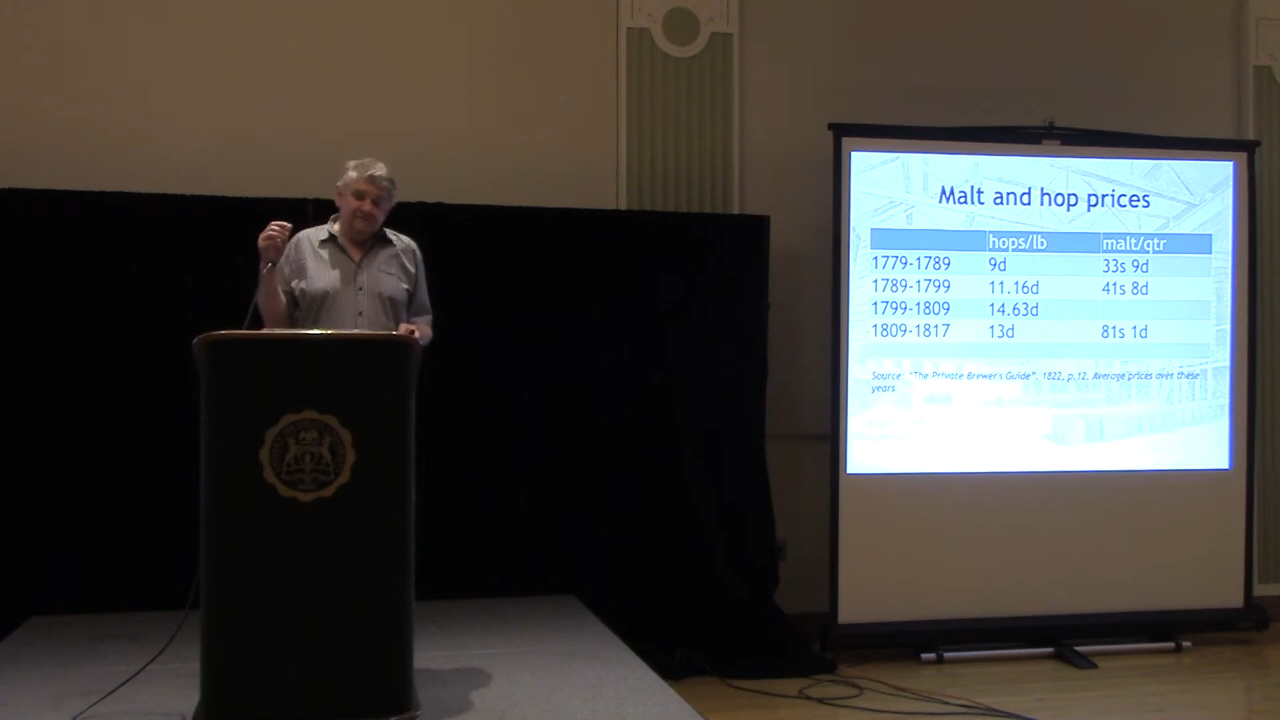 Malt and hop prices
hops/lb malt/qtr
1779-1789 9d 33s 9d
1789-1799 11.16d 41s 8d
1799-1809 14.63d
1809-1817 13d 81s 1d
Source: "The Private Brewer's Guide". 1822, p.12. Average prices over these
years